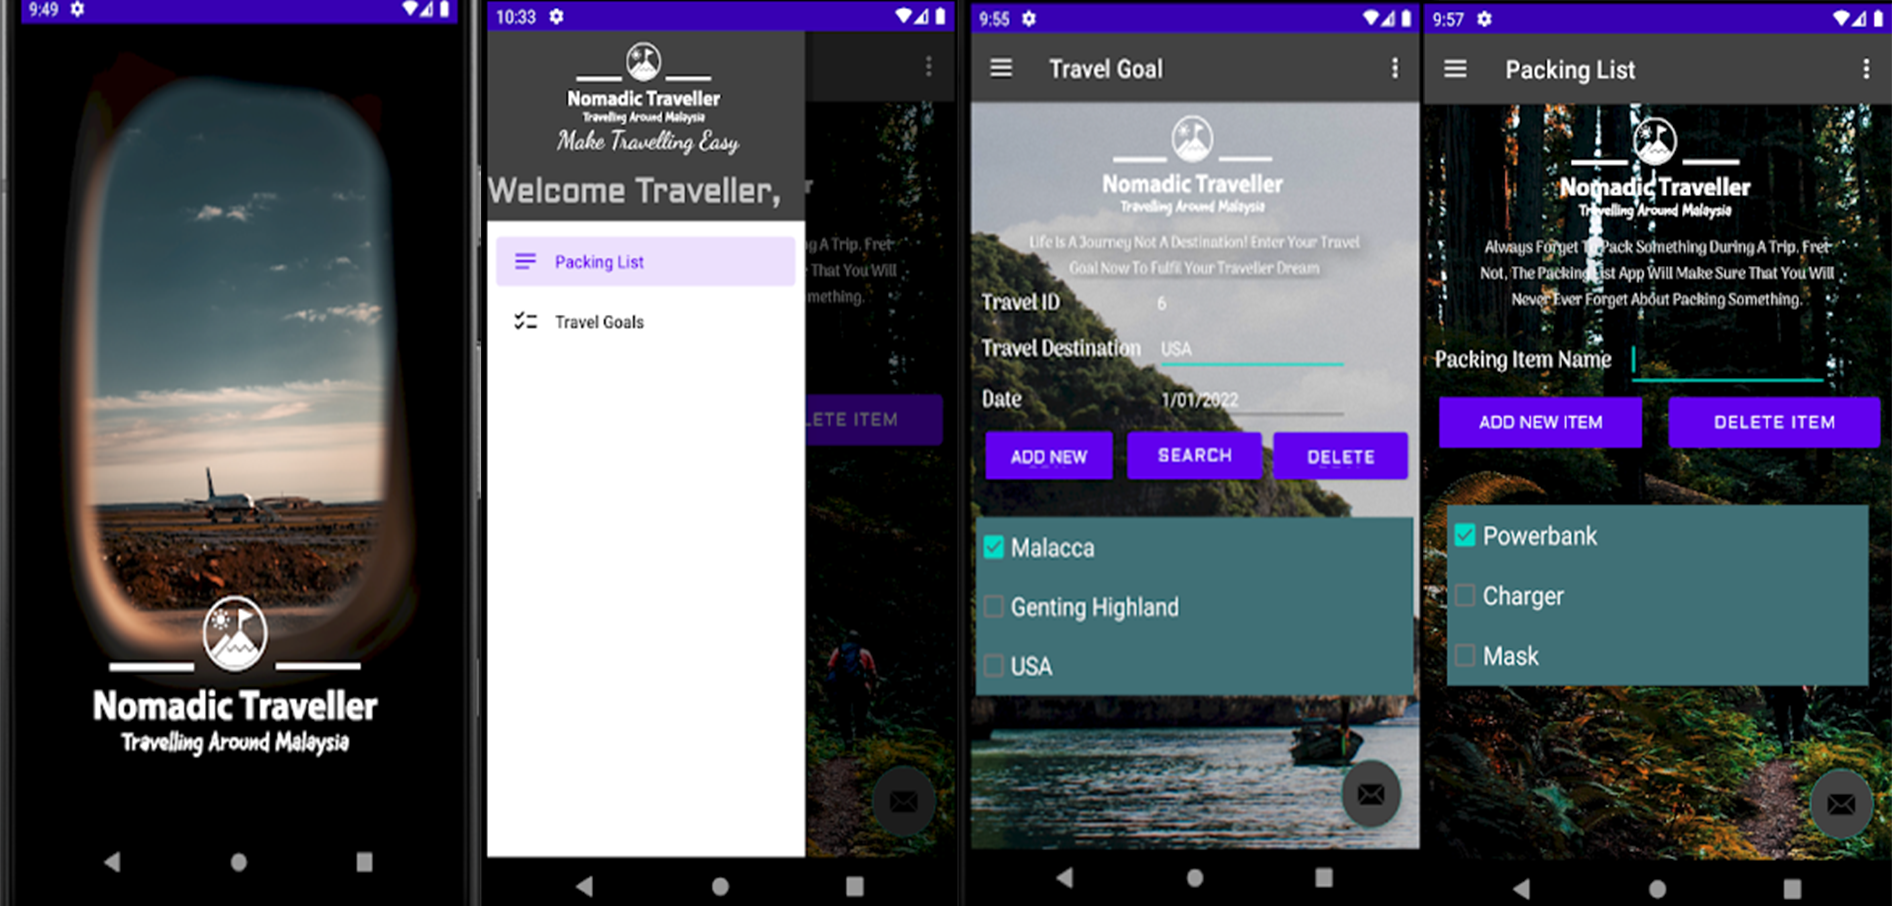 9:49
Nomadic Traveller
Travelling Around Malaysia
10:33
Nomadic Traveller
Travelling Around Malaysia
Make Travelling Easy
Welcome Traveller,
Packing List
Travel Goals
g A Trip. Fret
That You Will
mething.
LETE ITEM
9:55
Travel Goal
Nomadic Traveller
Travelling Around Malaysia
Life Is A Journey Not A Destination! Enter Your Travel
Goal Now To Fulfil Your Traveller Dream
Travel ID 6
Travel Destination USA
Date 1/01/2022
ADD NEW SEARCH DELETE
Malacca
Genting Highland
USA
9:57
Packing List
Nomadic Traveller
Travelling Around Malaysia
Always Forget To Pack Something During A Trip. Fret
Not, The Packing List App Will Make Sure That You Will
Never Ever Forget About Packing Something.
Packing Item Name
ADD NEW ITEM DELETE ITEM
Powerbank
Charger
Mask